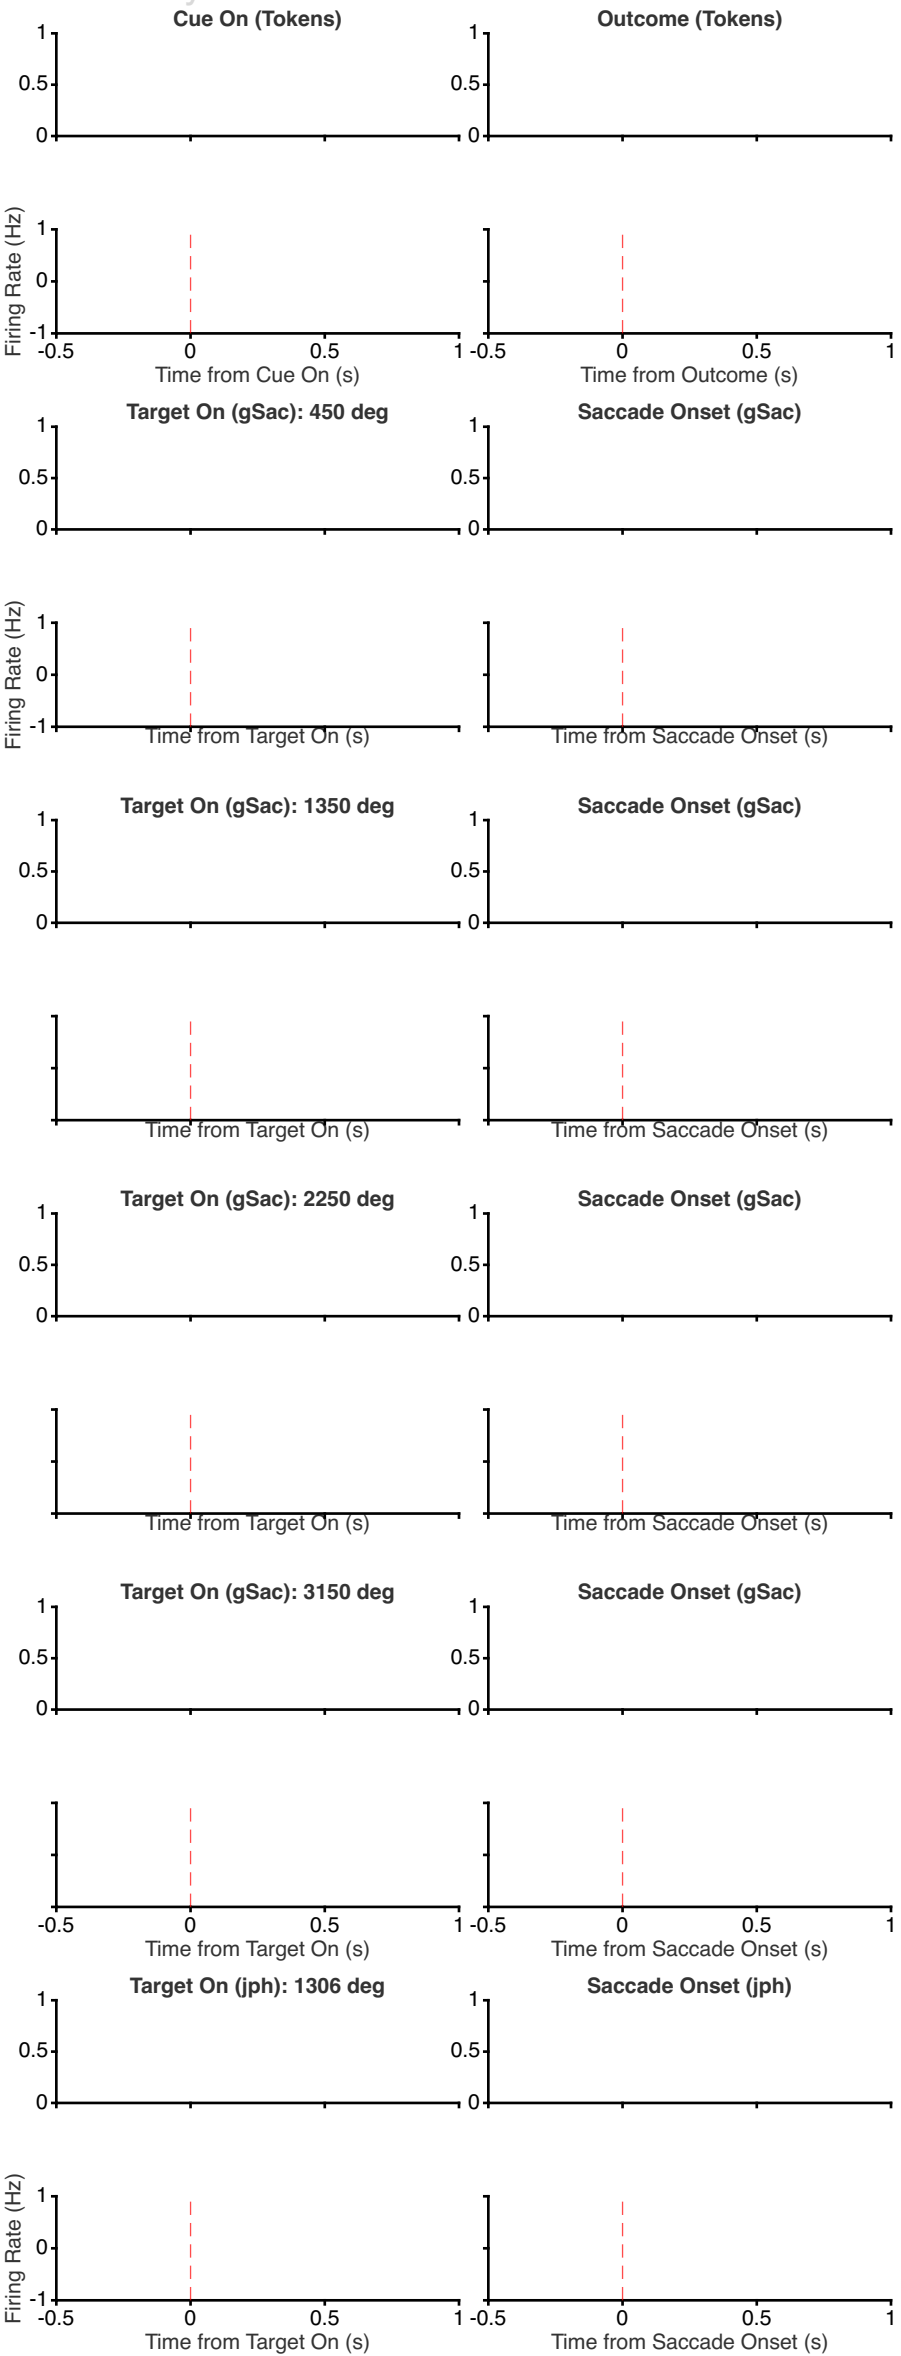 Cue On (Tokens) Outcome (Tokens)
1 1
0.5 0.5
0 0
Firing Rate (Hz)
1
0
-1
-0.5 0 0.5 1 -0.5 0 0.5 1
Time from Cue On (s) Time from Outcome (s)
Target On (gSac): 450 deg Saccade Onset (gSac)
1 1
0.5 0.5
0 0
Firing Rate (Hz)
1
0
-1
Time from Target On (s) Time from Saccade Onset (s)
Target On (gSac): 1350 deg Saccade Onset (gSac)
1 1
0.5 0.5
0 0
Time from Target On (s) Time from Saccade Onset (s)
Target On (gSac): 2250 deg Saccade Onset (gSac)
1 1
0.5 0.5
0 0
Time from Target On (s) Time from Saccade Onset (s)
Target On (gSac): 3150 deg Saccade Onset (gSac)
1 1
0.5 0.5
0 0
-0.5 0 0.5 1 -0.5 0 0.5 1
Time from Target On (s) Time from Saccade Onset (s)
Target On (jph): 1306 deg Saccade Onset (jph)
1 1
0.5 0.5
0 0
Firing Rate (Hz)
1
0
-1
-0.5 0 0.5 1 -0.5 0 0.5 1
Time from Target On (s) Time from Saccade Onset (s)